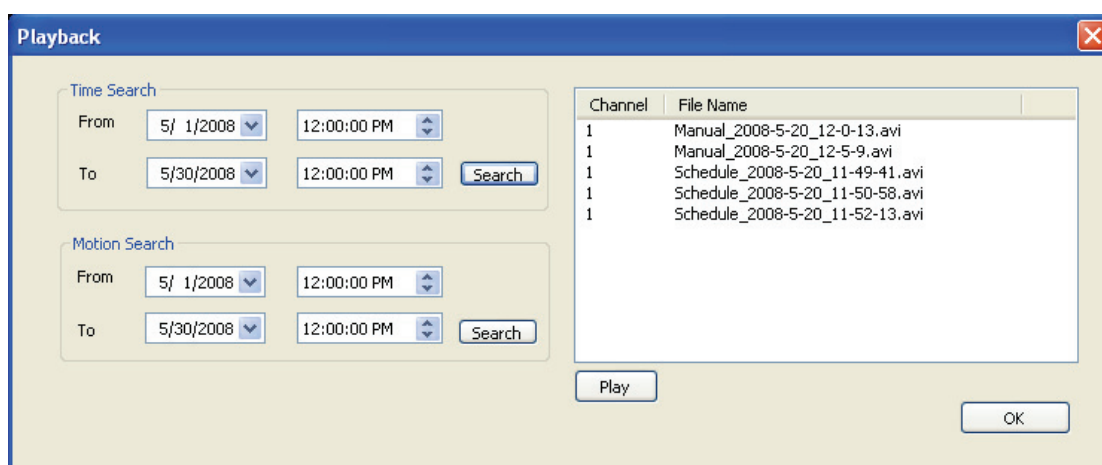 Playback
Time Search
From 5/ 1/2008 12:00:00 PM
To 5/30/2008 12:00:00 PM Search
Motion Search
From 5/ 1/2008 12:00:00 PM
To 5/30/2008 12:00:00 PM Search
Channel File Name
1 Manual_2008-5-20_12-0-13.avi
1 Manual_2008-5-20_12-5-9.avi
1 Schedule_2008-5-20_11-49-41.avi
1 Schedule_2008-5-20_11-50-58.avi
1 Schedule_2008-5-20_11-52-13.avi
Play
OK